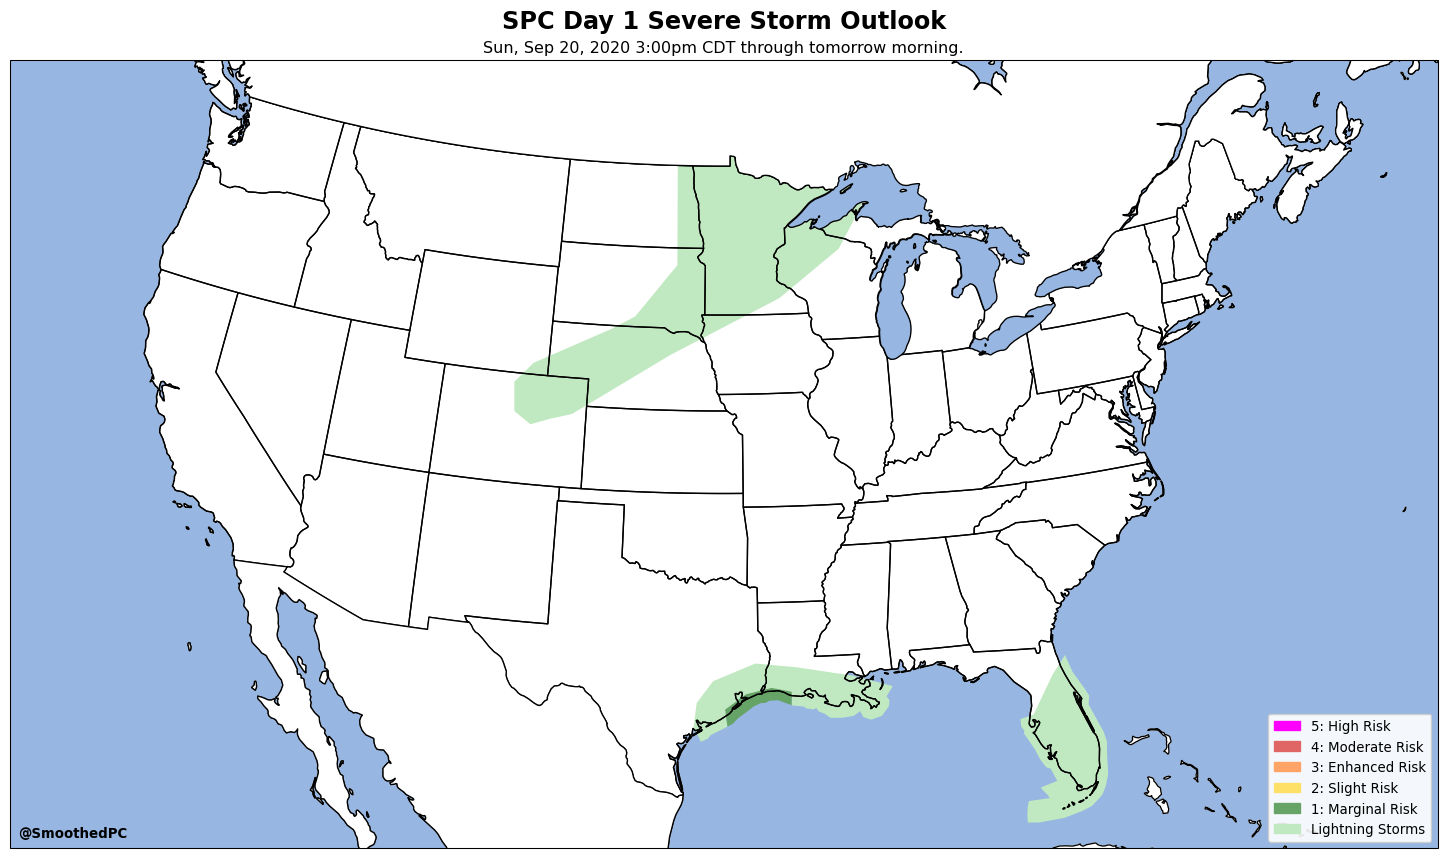 SPC Day 1 Severe Storm Outlook
Sun, Sep 20, 2020 3:00pm CDT through tomorrow morning.
5: High Risk
4: Moderate Risk
3: Enhanced Risk
2: Slight Risk
1: Marginal Risk
Lightning Storms
@SmoothedPC